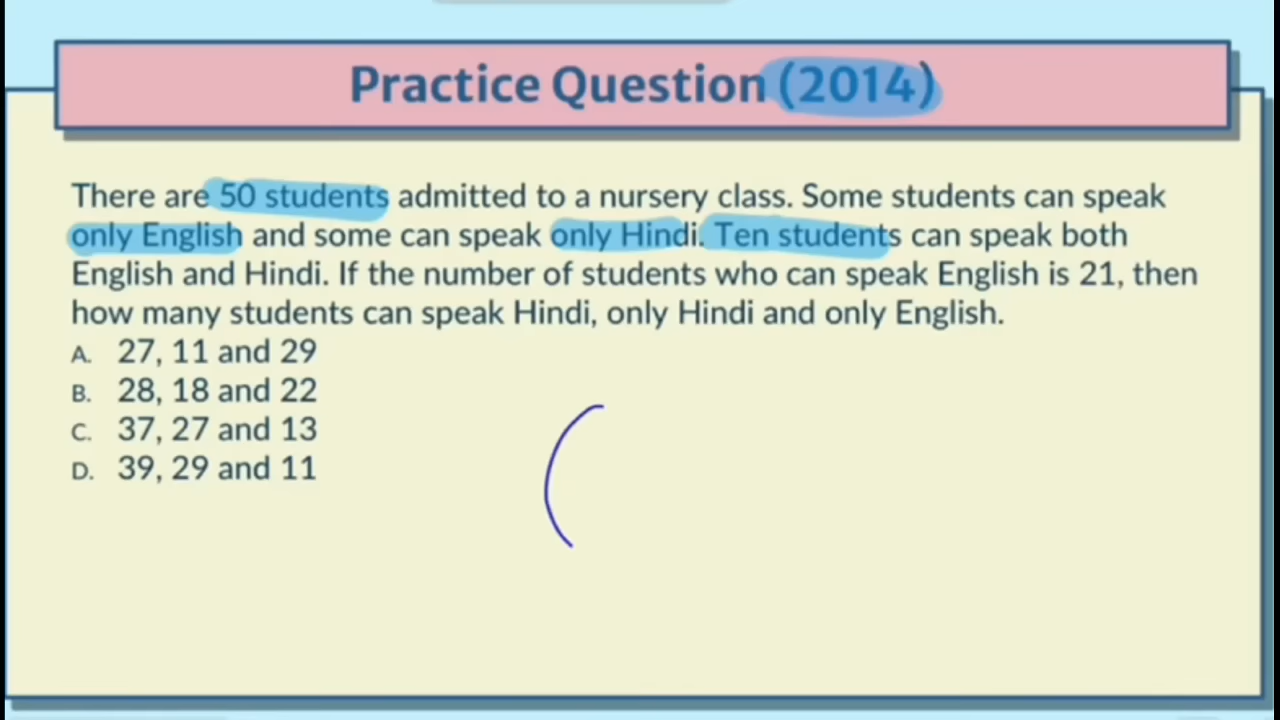 Practice Question (2014)
There are 50 students admitted to a nursery class. Some students can speak
only English and some can speak only Hindi. Ten students can speak both
English and Hindi. If the number of students who can speak English is 21, then
how many students can speak Hindi, only Hindi and only English.
A. 27, 11 and 29
B. 28, 18 and 22
C. 37, 27 and 13
D. 39, 29 and 11